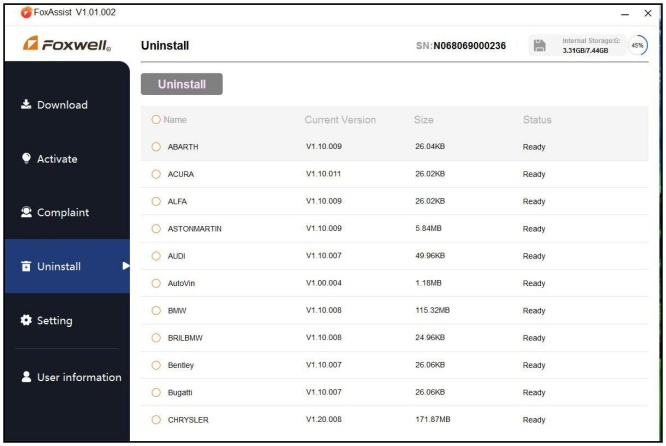 FoxAssist V1.01.002
FOXWELL®
Uninstall
SN:N068069000236
Internal Storage:G:
3.31GB/7.44GB
45%
Uninstall
Download
Activate
Complaint
Uninstall
Setting
User information
Name Current Version Size Status
ABARTH V1.10.009 26.04KB Ready
ACURA V1.10.011 26.02KB Ready
ALFA V1.10.009 26.02KB Ready
ASTONMARTIN V1.10.009 5.84MB Ready
AUDI V1.10.007 49.96KB Ready
AutoVin V1.00.004 1.18MB Ready
BMW V1.10.008 115.32MB Ready
BRILBMW V1.10.008 24.96KB Ready
Bentley V1.10.007 26.06KB Ready
Bugatti V1.10.007 26.06KB Ready
CHRYSLER V1.20.008 171.87MB Ready